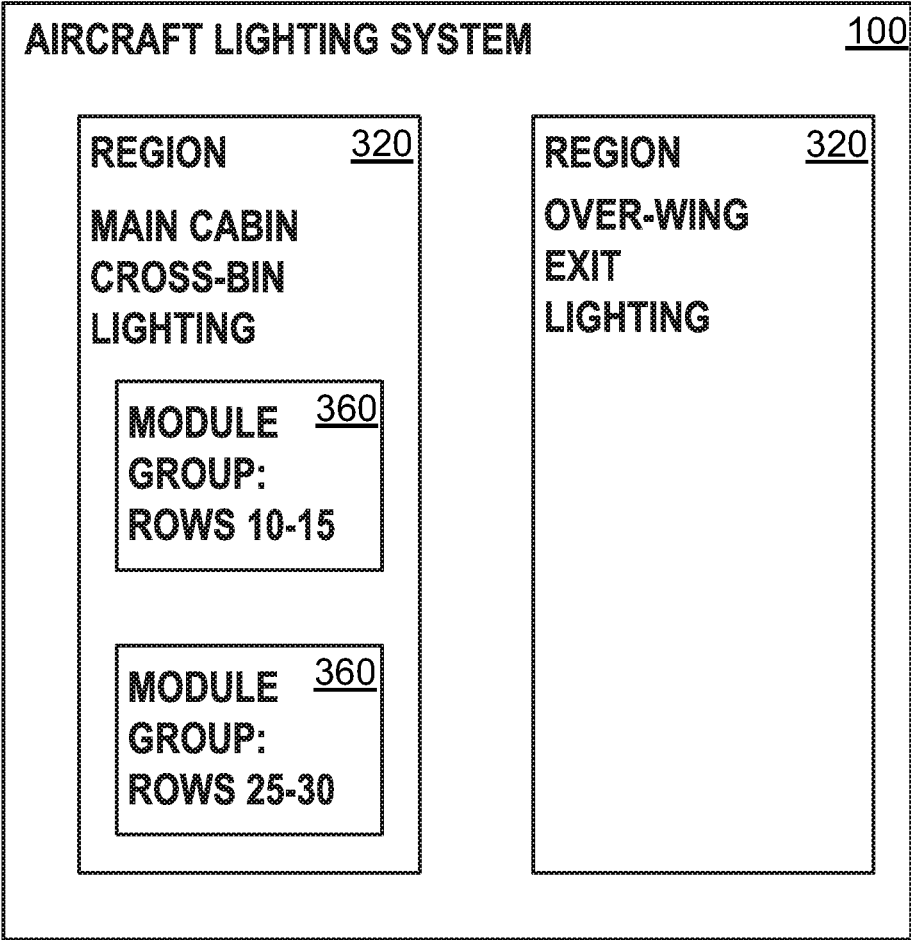 AIRCRAFT LIGHTING SYSTEM 100
REGION 320
MAIN CABIN
CROSS-BIN
LIGHTING
MODULE 360
GROUP:
ROWS 10-15
MODULE 360
GROUP:
ROWS 25-30
REGION 320
OVER-WING
EXIT
LIGHTING